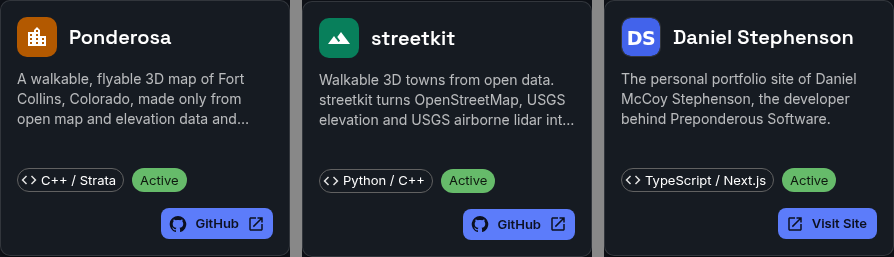 Ponderosa
A walkable, flyable 3D map of Fort
Collins, Colorado, made only from
open map and elevation data and...
C++ / Strata
Active
GitHub
streetkit
Walkable 3D towns from open data.
streetkit turns OpenStreetMap, USGS
elevation and USGS airborne lidar int...
Python / C++
Active
GitHub
DS
Daniel Stephenson
The personal portfolio site of Daniel
McCoy Stephenson, the developer
behind Preponderous Software.
TypeScript / Next.js
Active
Visit Site